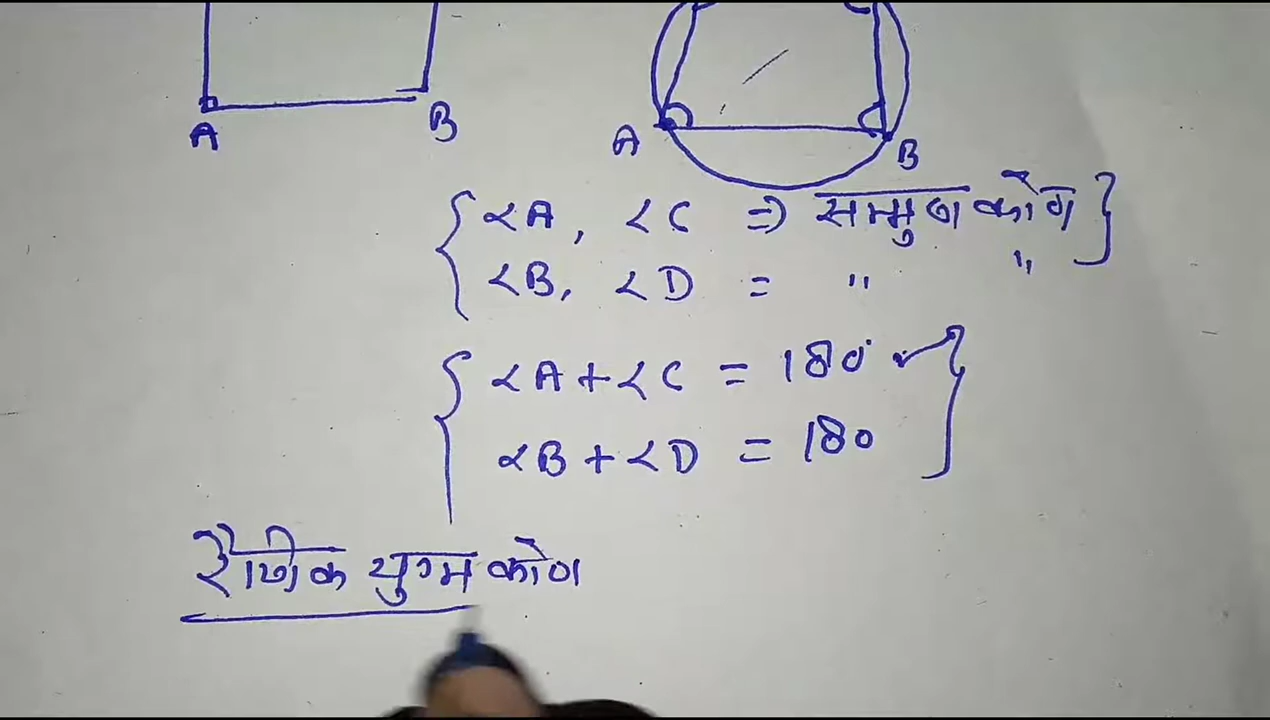 A B
A B
∠A, ∠C ⇒ सम्मुख कोण
∠B, ∠D = " "
∠A + ∠C = 180°
∠B + ∠D = 180
रैखिक युग्म कोण